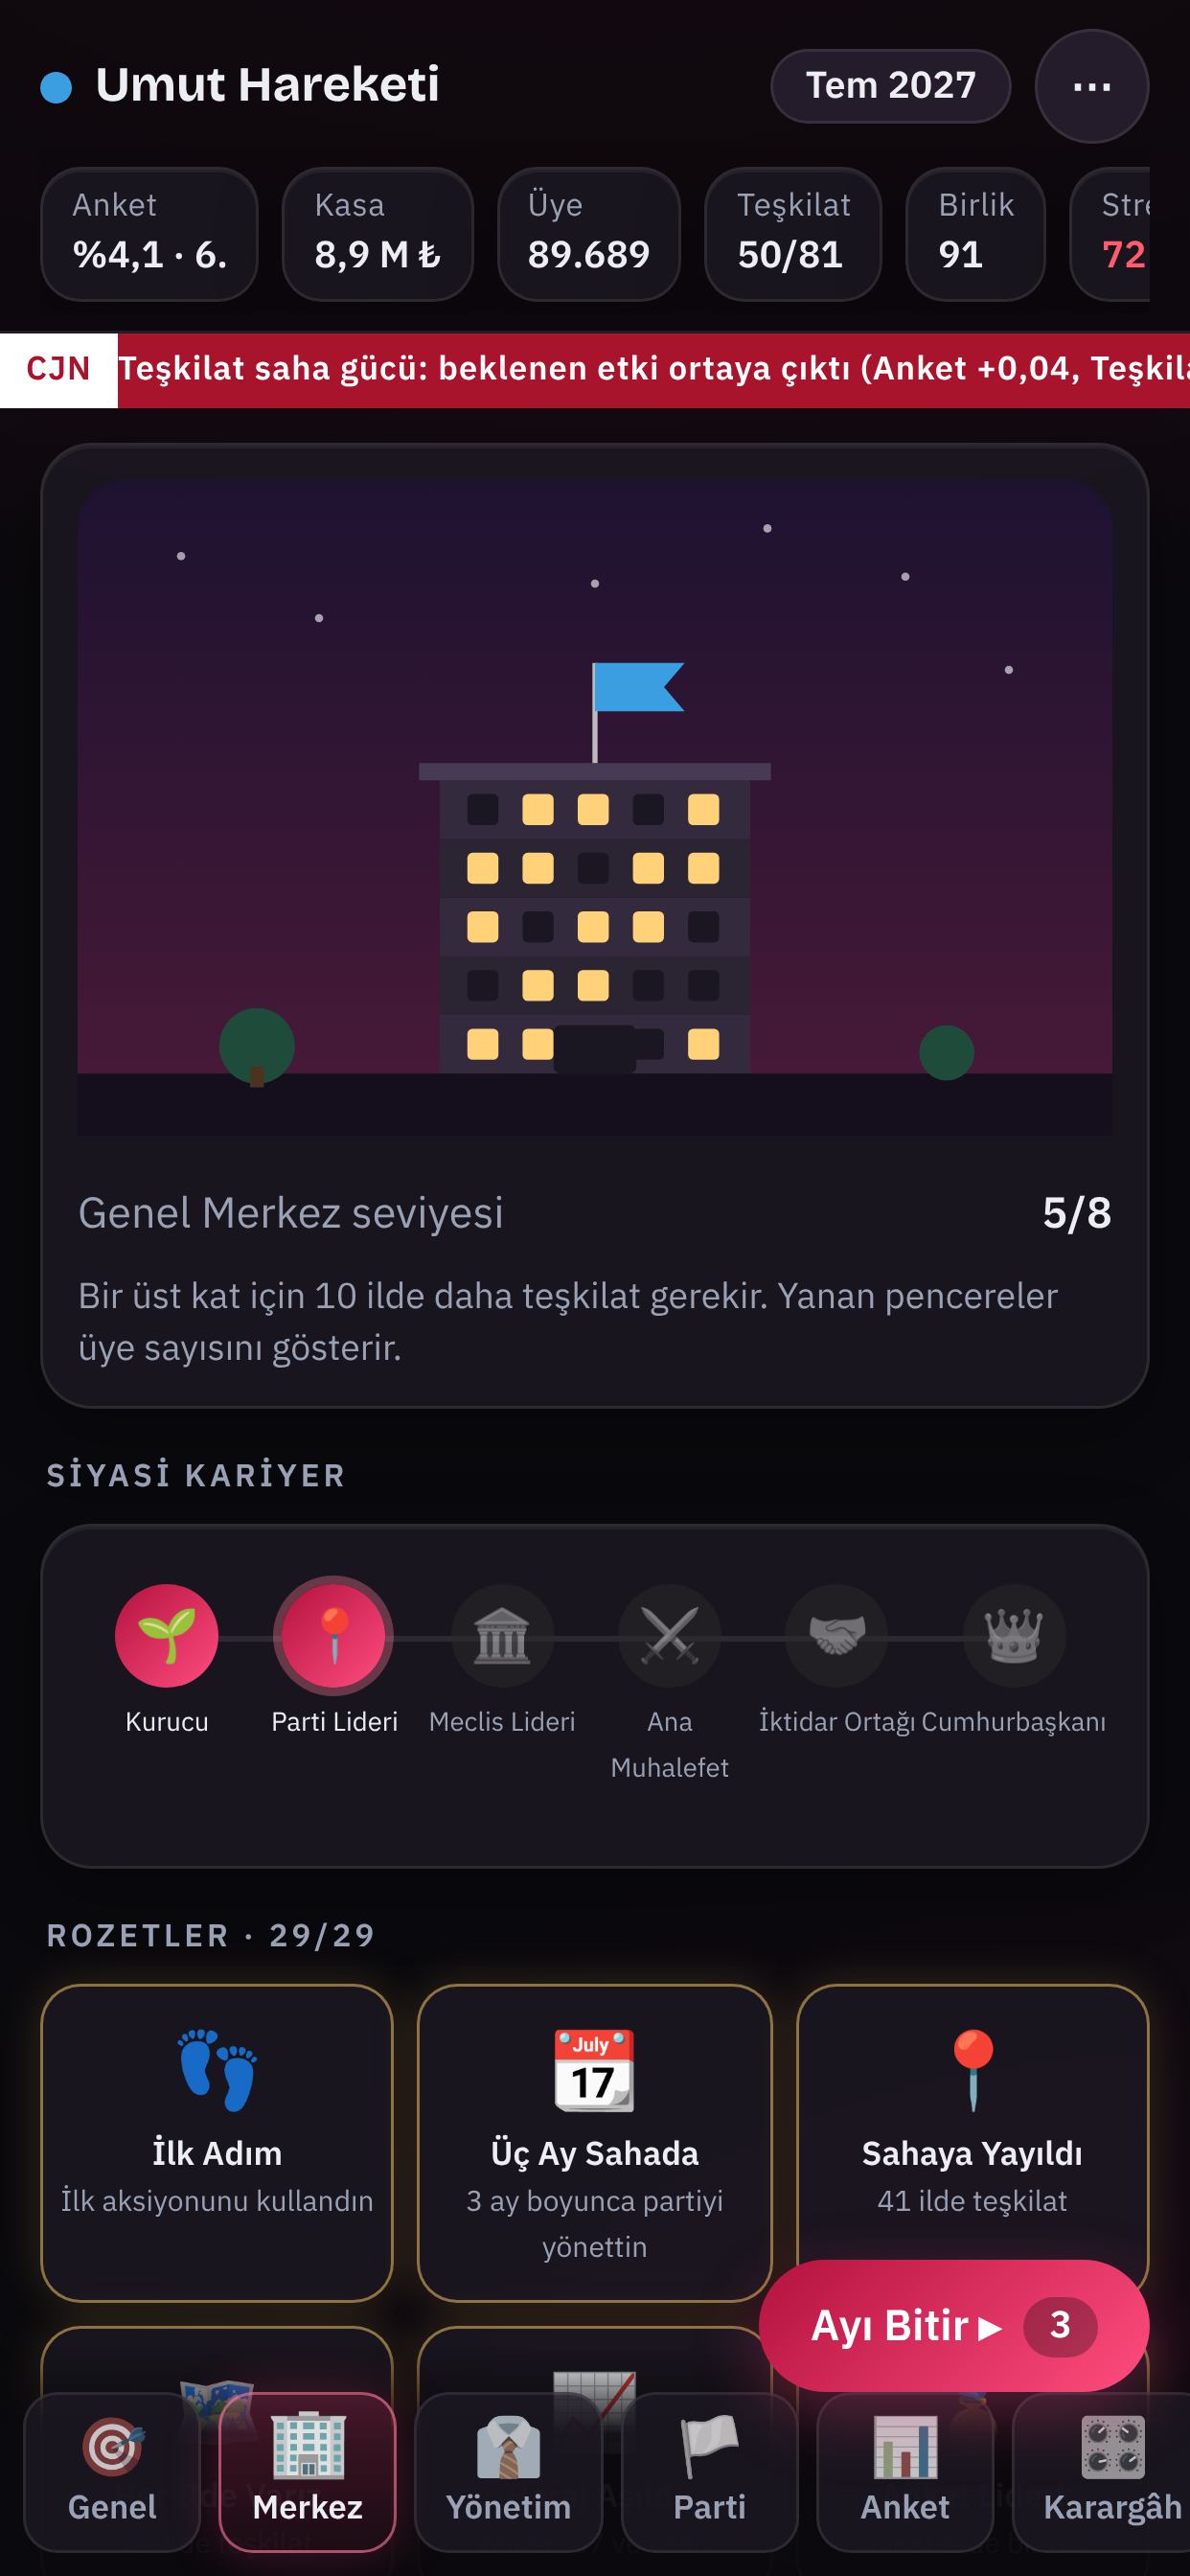 Umut Hareketi
Tem 2027
...
Anket
%4,1 · 6.
Kasa
8,9 M ₺
Üye
89.689
Teşkilat
50/81
Birlik
91
Stre
72
CJN
Teşkilat saha gücü: beklenen etki ortaya çıktı (Anket +0,04, Teşkila
Genel Merkez seviyesi
5/8
Bir üst kat için 10 ilde daha teşkilat gerekir. Yanan pencereler
üye sayısını gösterir.
SİYASİ KARİYER
Kurucu
Parti Lideri
Meclis Lideri
Ana
Muhalefet
İktidar Ortağı
Cumhurbaşkanı
ROZETLER · 29/29
July
17
İlk Adım
İlk aksiyonunu kullandın
Üç Ay Sahada
3 ay boyunca partiyi
yönettin
Sahaya Yayıldı
41 ilde teşkilat
Ayı Bitir ▸ 3
Genel
Merkez
Yönetim
Parti
Anket
Karargâh